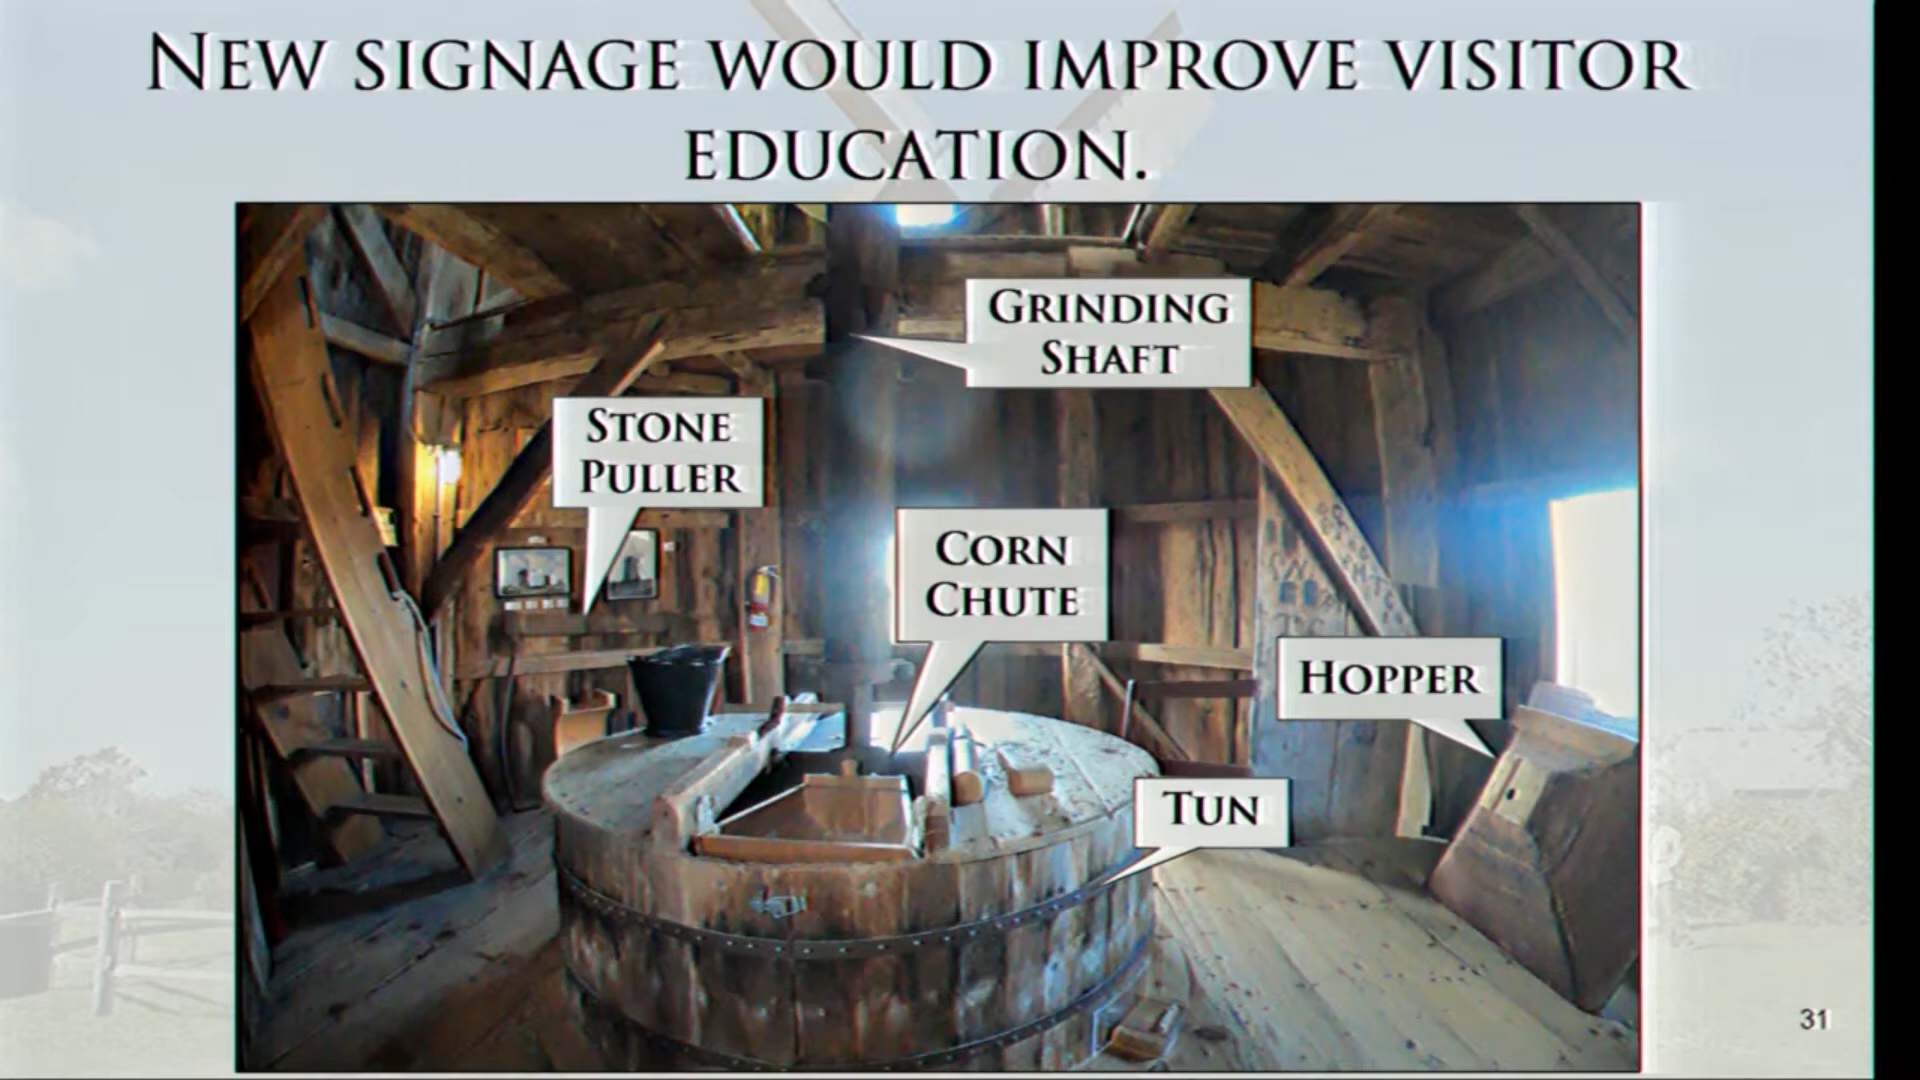 NEW SIGNAGE WOULD IMPROVE VISITOR
EDUCATION.
GRINDING
SHAFT
STONE
PULLER
CORN
CHUTE
HOPPER
TUN
31